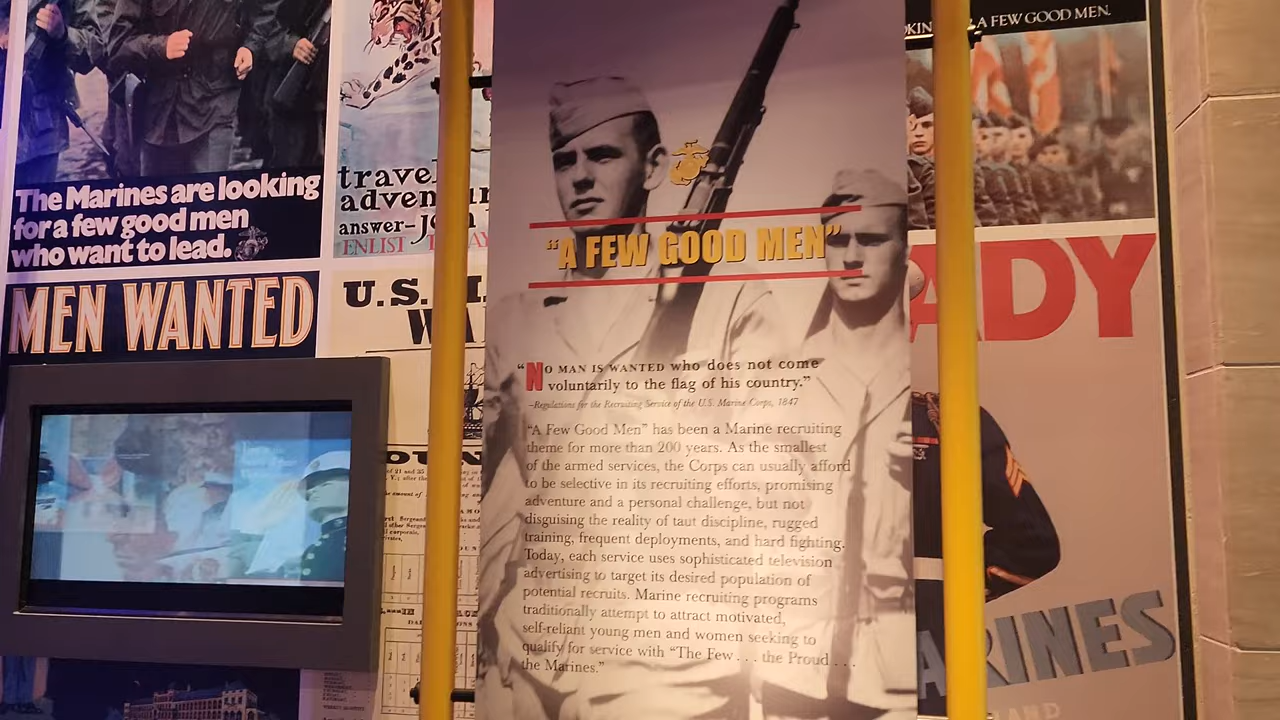 The Marines are looking
for a few good men
who want to lead.
MEN WANTED
adven
answer-
ENLIST
U.S.
A FEW GOOD MEN.
ADY
ARINES
"A FEW GOOD MEN"
"NO MAN IS WANTED who does not come
voluntarily to the flag of his country."
-Regulations for the Recruiting Service of the U.S. Marine Corps, 1847
"A Few Good Men" has been a Marine recruiting
theme for more than 200 years. As the smallest
of the armed services, the Corps can usually afford
to be selective in its recruiting efforts, promising
adventure and a personal challenge, but not
disguising the reality of taut discipline, rugged
training, frequent deployments, and hard fighting.
Today, each service uses sophisticated television
advertising to target its desired population of
potential recruits. Marine recruiting programs
traditionally attempt to attract motivated,
self-reliant young men and women seeking to
qualify for service with "The Few . . . the Proud . . .
the Marines."